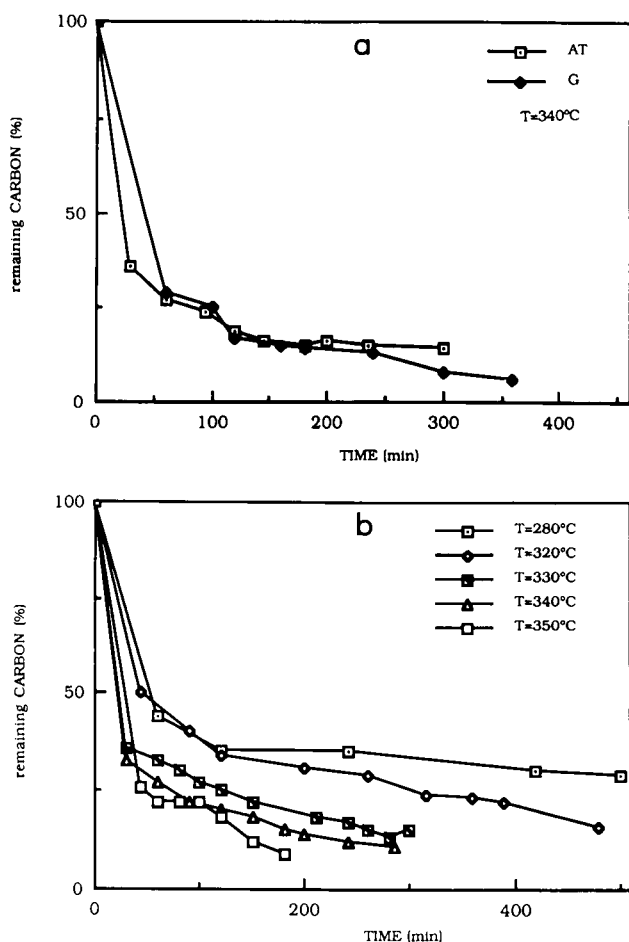 100
a
AT
G
T=340°C
remaining CARBON (%)
50
0
0
100
200
300
400
TIME (min)
100
b
T=280°C
T=320°C
T=330°C
T=340°C
T=350°C
remaining CARBON (%)
50
0
0
200
400
TIME (min)